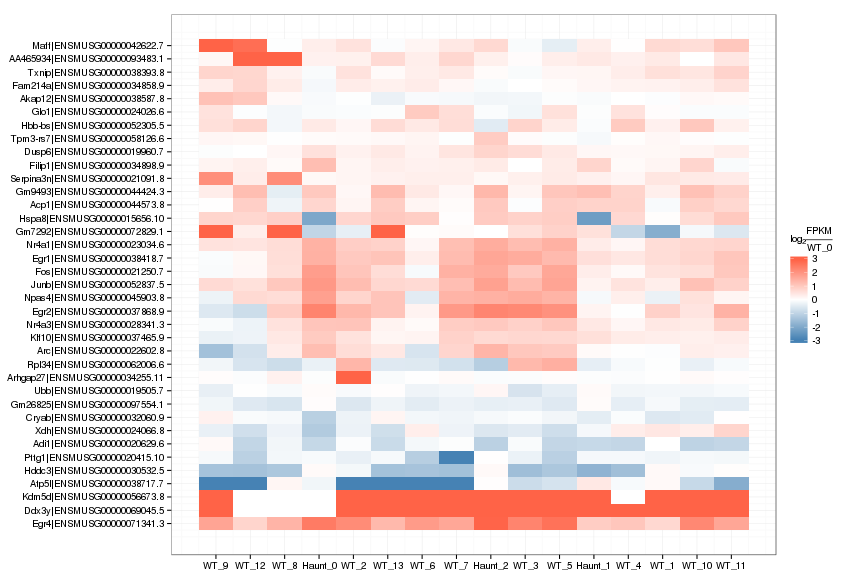 Maff|ENSMUSG00000042622.7
AA465934|ENSMUSG00000093483.1
Txnip|ENSMUSG00000038393.8
Fam214a|ENSMUSG00000034858.9
Akap12|ENSMUSG00000038587.8
Glo1|ENSMUSG00000024026.6
Hbb-bs|ENSMUSG00000052305.5
Tpm3-rs7|ENSMUSG00000058126.6
Dusp6|ENSMUSG00000019960.7
Filip1|ENSMUSG00000034898.9
Serpina3n|ENSMUSG00000021091.8
Gm9493|ENSMUSG00000044424.3
Acp1|ENSMUSG00000044573.8
Hspa8|ENSMUSG00000015656.10
Gm7292|ENSMUSG00000072829.1
Nr4a1|ENSMUSG00000023034.6
Egr1|ENSMUSG00000038418.7
Fos|ENSMUSG00000021250.7
Junb|ENSMUSG00000052837.5
Npas4|ENSMUSG00000045903.8
Egr2|ENSMUSG00000037868.9
Nr4a3|ENSMUSG00000028341.3
Klf10|ENSMUSG00000037465.9
Arc|ENSMUSG00000022602.8
Rpl34|ENSMUSG00000062006.6
Arhgap27|ENSMUSG00000034255.11
Ubb|ENSMUSG00000019505.7
Gm26825|ENSMUSG00000097554.1
Cryab|ENSMUSG00000032060.9
Xdh|ENSMUSG00000024066.8
Adi1|ENSMUSG00000020629.6
Pttg1|ENSMUSG00000020415.10
Hddc3|ENSMUSG00000030532.5
Atp5l|ENSMUSG00000038717.7
Kdm5d|ENSMUSG00000056673.8
Ddx3y|ENSMUSG00000069045.5
Egr4|ENSMUSG00000071341.3
WT_9 WT_12 WT_8 Haunt_0 WT_2 WT_13 WT_6 WT_7 Haunt_2 WT_3 WT_5 Haunt_1 WT_4 WT_1 WT_10 WT_11
log2 FPKM
WT_0
3
2
1
0
-1
-2
-3